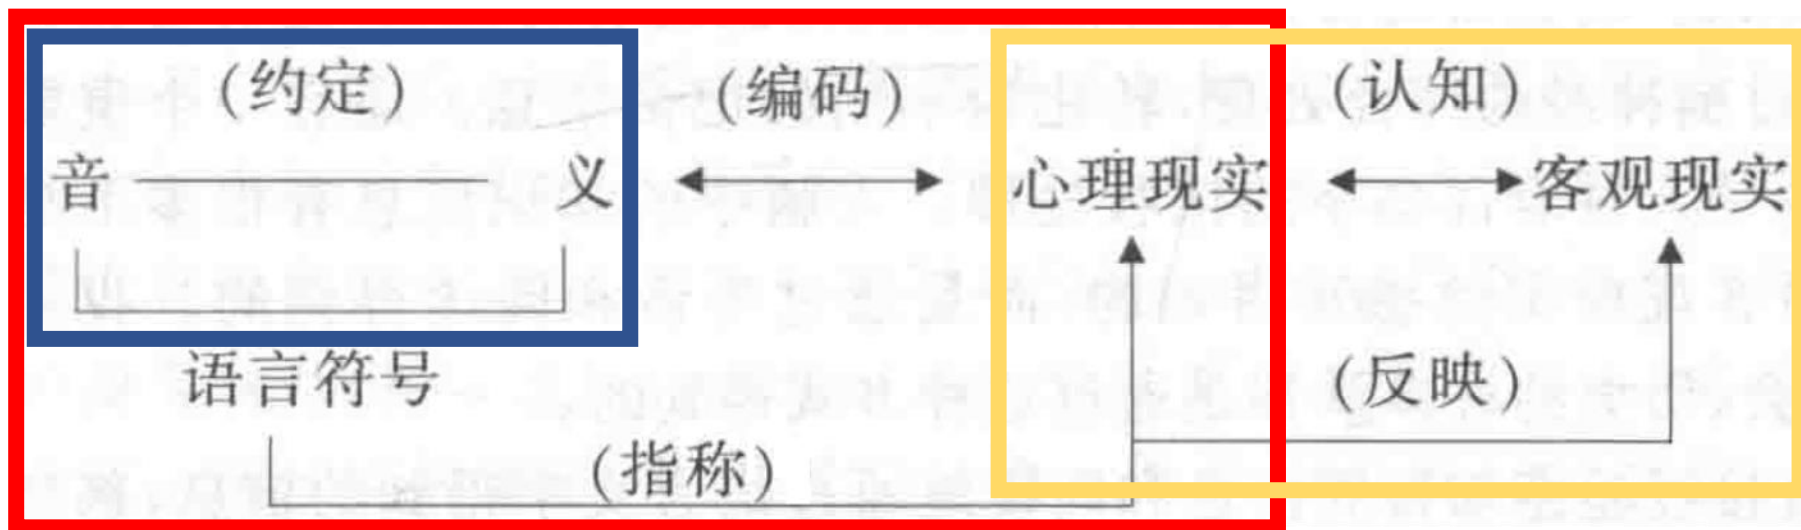 (约定) (编码) (认知)
音 义 心理现实 客观现实
语言符号 (反映)
(指称)